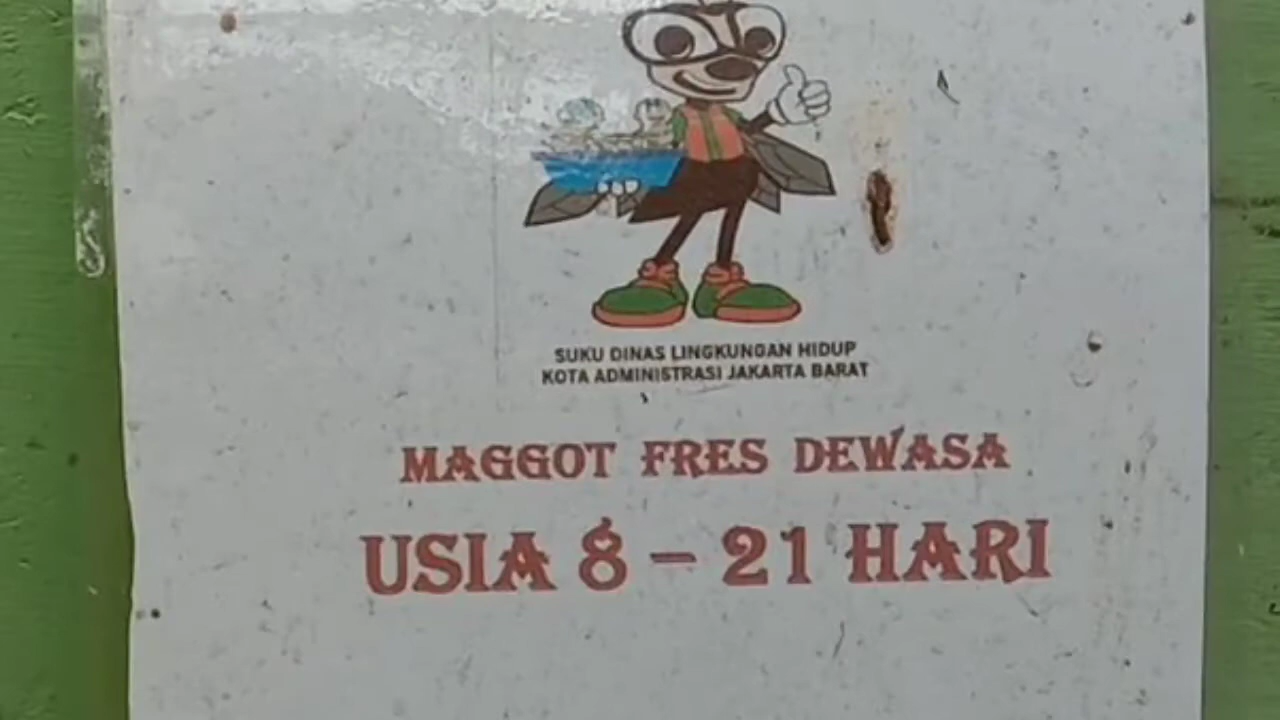 SUKU DINAS LINGKUNGAN HIDUP
KOTA ADMINISTRASI JAKARTA BARAT
MAGGOT FRES DEWASA
USIA 8 – 21 HARI